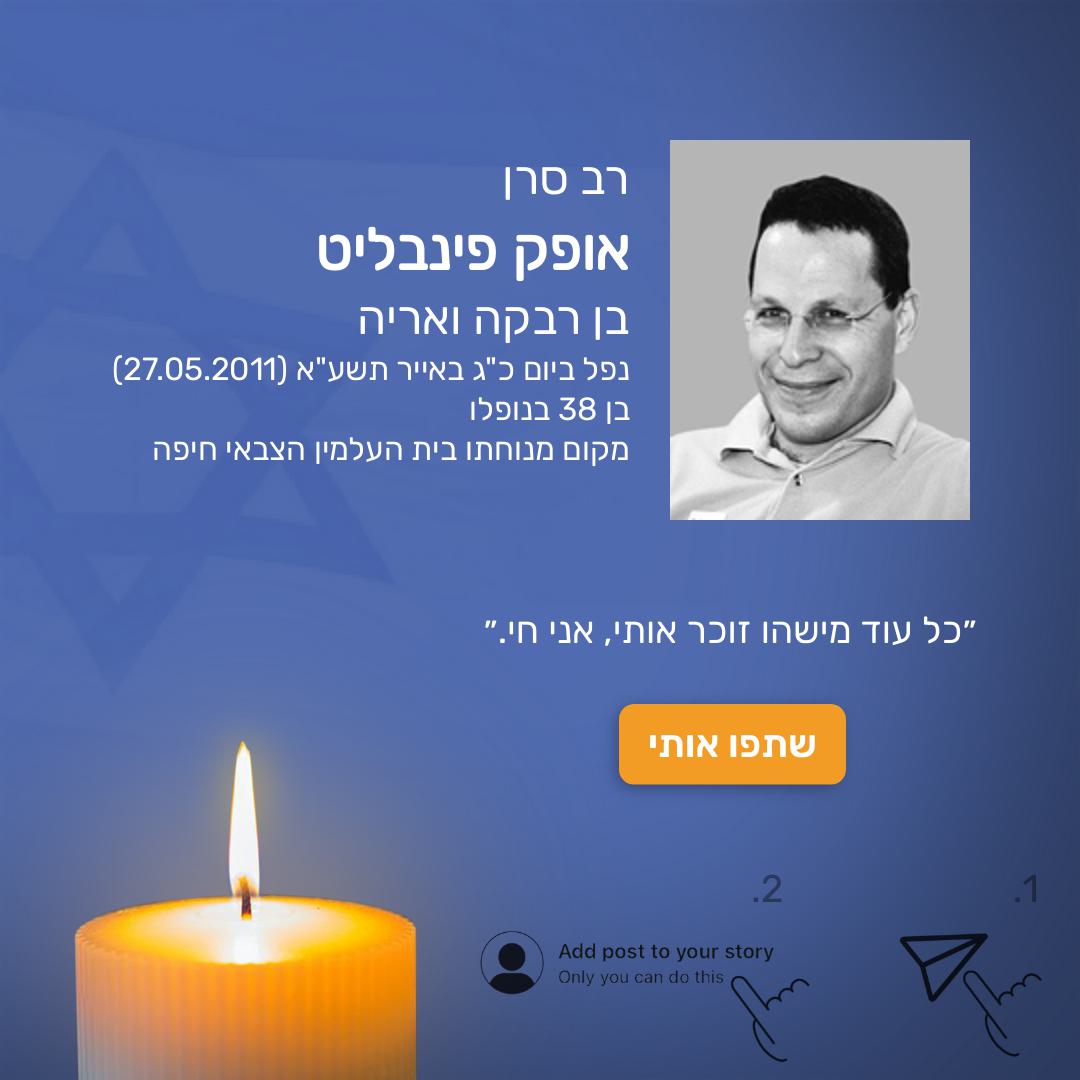 רב סרן
אופק פינבליט
בן רבקה ואריה
נפל ביום כ"ג באייר תשע"א (27.05.2011)
בן 38 בנופלו
מקום מנוחתו בית העלמין הצבאי חיפה
״כל עוד מישהו זוכר אותי, אני חי.״
שתפו אותי
1.
2.
Add post to your story
Only you can do this